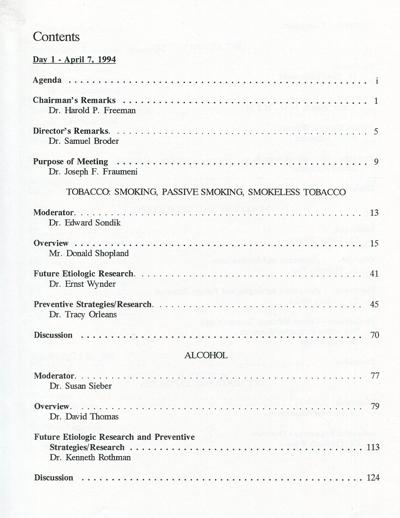 Contents
Day 1 - April 7, 1994
Agenda . . . . . . . . . . . . . . . . . . . . . . . . . . . . . . i
Chairman's Remarks . . . . . . . . . . . . . . . . . . . . . . . . . 1
Dr. Harold P. Freeman
Director's Remarks. . . . . . . . . . . . . . . . . . . . . . . . . . 5
Dr. Samuel Broder
Purpose of Meeting . . . . . . . . . . . . . . . . . . . . . . . . . 9
Dr. Joseph F. Fraumeni
TOBACCO: SMOKING, PASSIVE SMOKING, SMOKELESS TOBACCO
Moderator. . . . . . . . . . . . . . . . . . . . . . . . . . . . . . 13
Dr. Edward Sondik
Overview . . . . . . . . . . . . . . . . . . . . . . . . . . . . . . 15
Mr. Donald Shopland
Future Etiologic Research. . . . . . . . . . . . . . . . . . . . . . 41
Dr. Ernst Wynder
Preventive Strategies/Research. . . . . . . . . . . . . . . . . . . . 45
Dr. Tracy Orleans
Discussion . . . . . . . . . . . . . . . . . . . . . . . . . . . . . 70
ALCOHOL
Moderator. . . . . . . . . . . . . . . . . . . . . . . . . . . . . . 77
Dr. Susan Sieber
Overview. . . . . . . . . . . . . . . . . . . . . . . . . . . . . . . 79
Dr. David Thomas
Future Etiologic Research and Preventive
Strategies/Research . . . . . . . . . . . . . . . . . . . . . . . . . 113
Dr. Kenneth Rothman
Discussion . . . . . . . . . . . . . . . . . . . . . . . . . . . . . 124